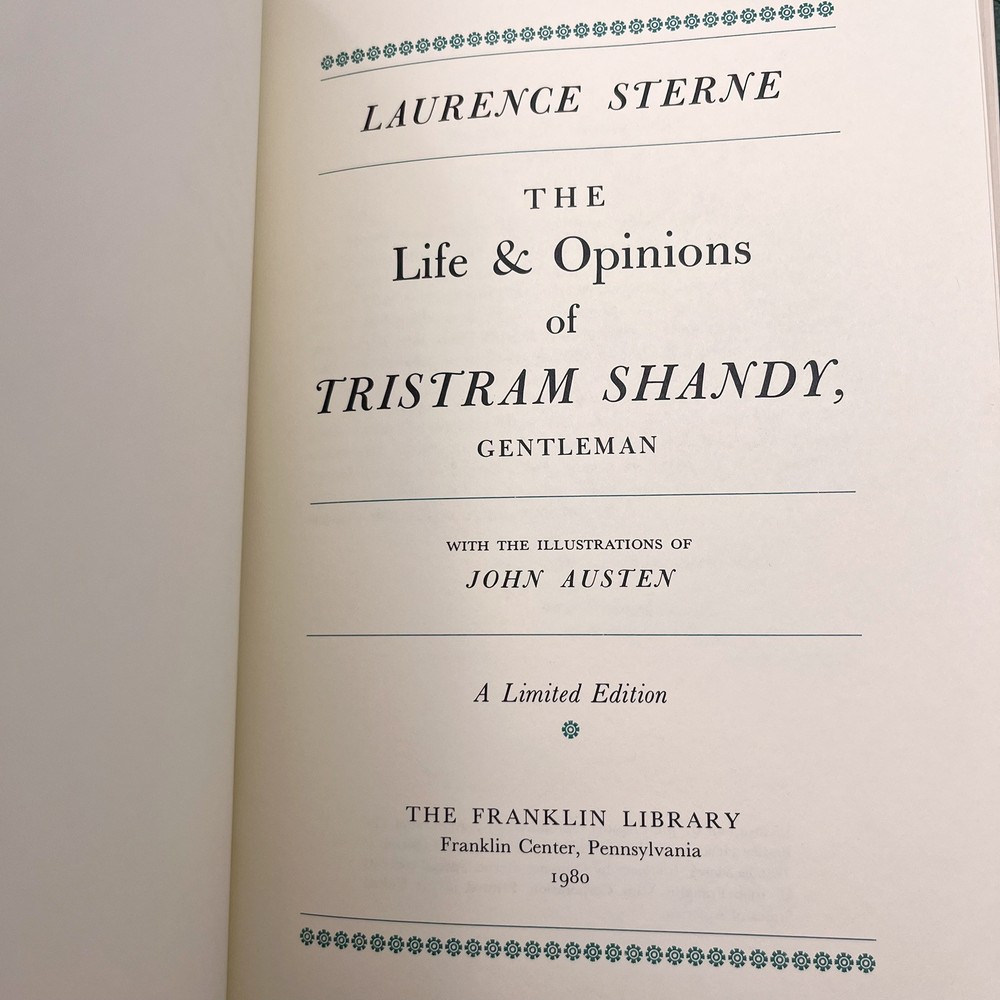 LAURENCE STERNE
THE
Life & Opinions
of
TRISTRAM SHANDY,
GENTLEMAN
WITH THE ILLUSTRATIONS OF
JOHN AUSTEN
A Limited Edition
THE FRANKLIN LIBRARY
Franklin Center, Pennsylvania
1980